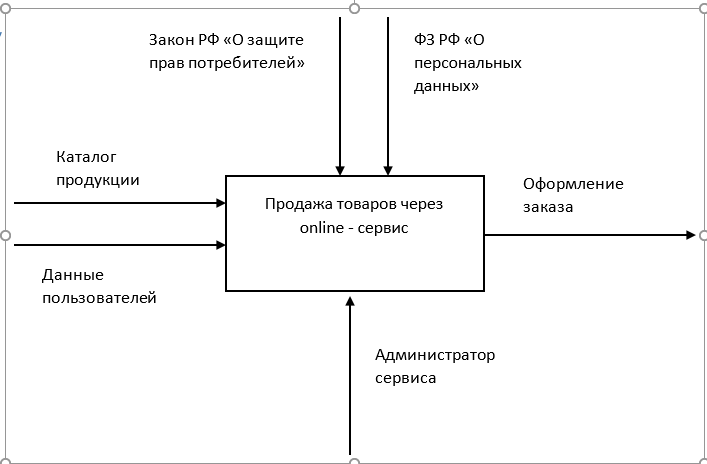 Закон РФ «О защите
прав потребителей»
ФЗ РФ «О
персональных
данных»
Каталог
продукции
Продажа товаров через
online - сервис
Оформление
заказа
Данные
пользователей
Администратор
сервиса